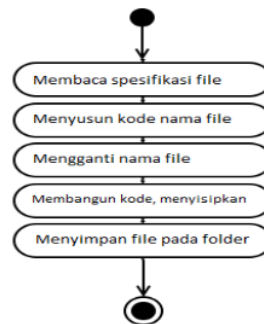 Membaca spesifikasi file
Menyusun kode nama file
Mengganti nama file
Membangun kode, menyisipkan
Menyimpan file pada folder